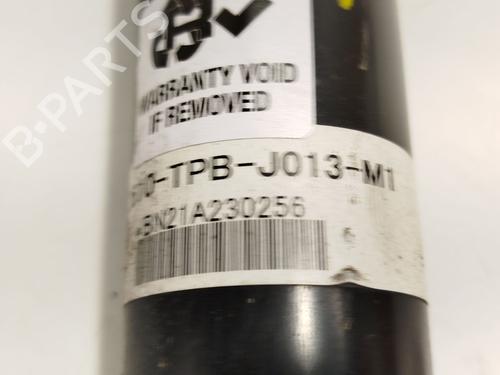 WARRANTY VOID
IF REMOVED
-TPB-J013-M1
BN21A230256
B-PARTS